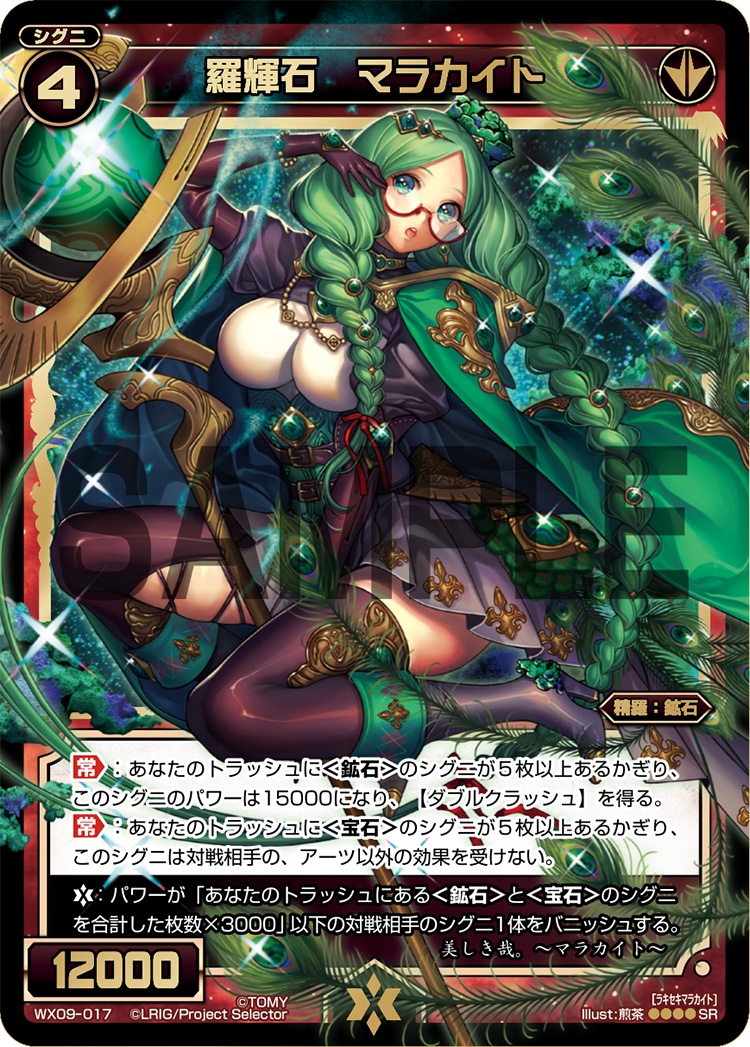 シグニ
4
羅輝石 マラカイト
SAMPLE
精羅：鉱石
常：あなたのトラッシュに<鉱石>のシグニが５枚以上あるかぎり、
このシグニのパワーは15000になり、【ダブルクラッシュ】を得る。
常：あなたのトラッシュに<宝石>のシグニが５枚以上あるかぎり、
このシグニは対戦相手の、アーツ以外の効果を受けない。
：パワーが「あなたのトラッシュにある<鉱石>と<宝石>のシグニ
を合計した枚数×3000」以下の対戦相手のシグニ1体をバニッシュする。
美しき哉。～マラカイト～
12000
©TOMY
[ラキセキマラカイト]
WX09-017 ©LRIG/Project Selector
Illust:煎茶 ●●●●SR